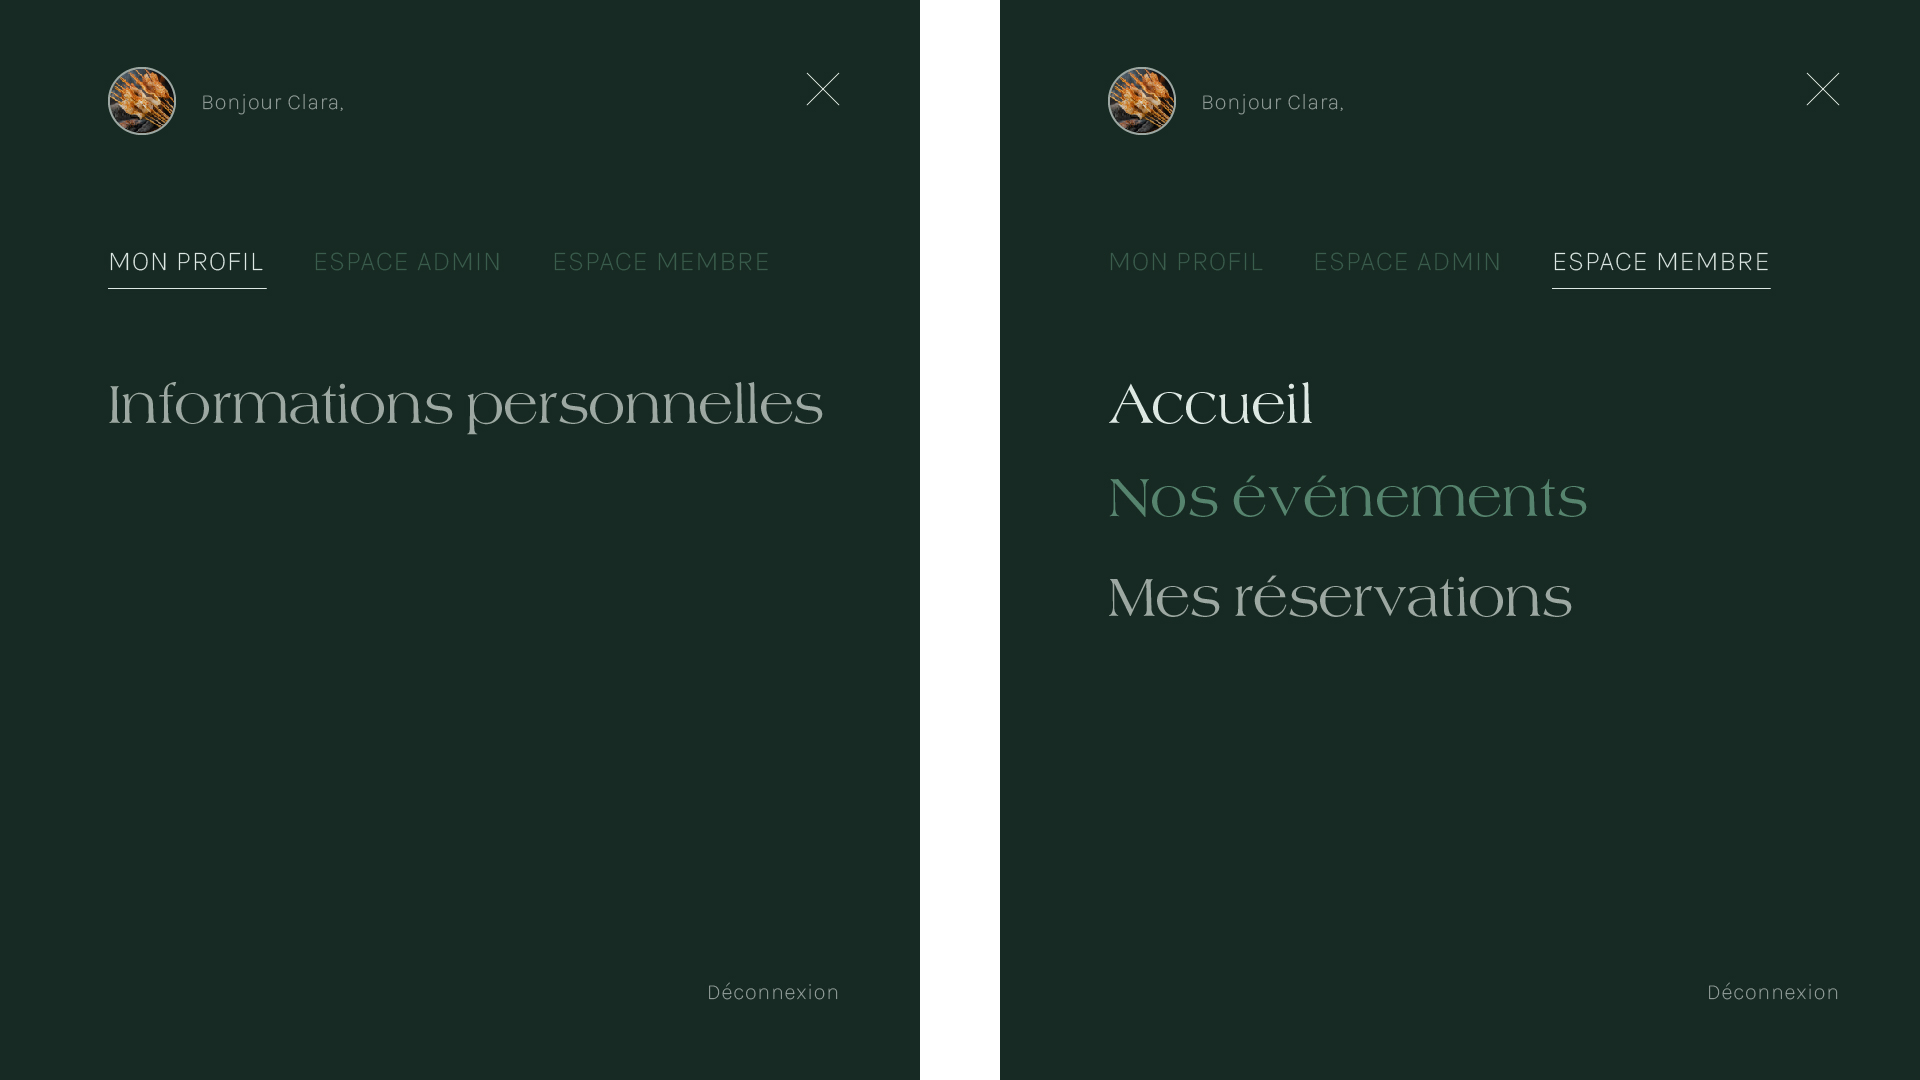 Bonjour Clara,
MON PROFIL ESPACE ADMIN ESPACE MEMBRE
Informations personnelles
Déconnexion
Bonjour Clara,
MON PROFIL ESPACE ADMIN ESPACE MEMBRE
Accueil
Nos événements
Mes réservations
Déconnexion